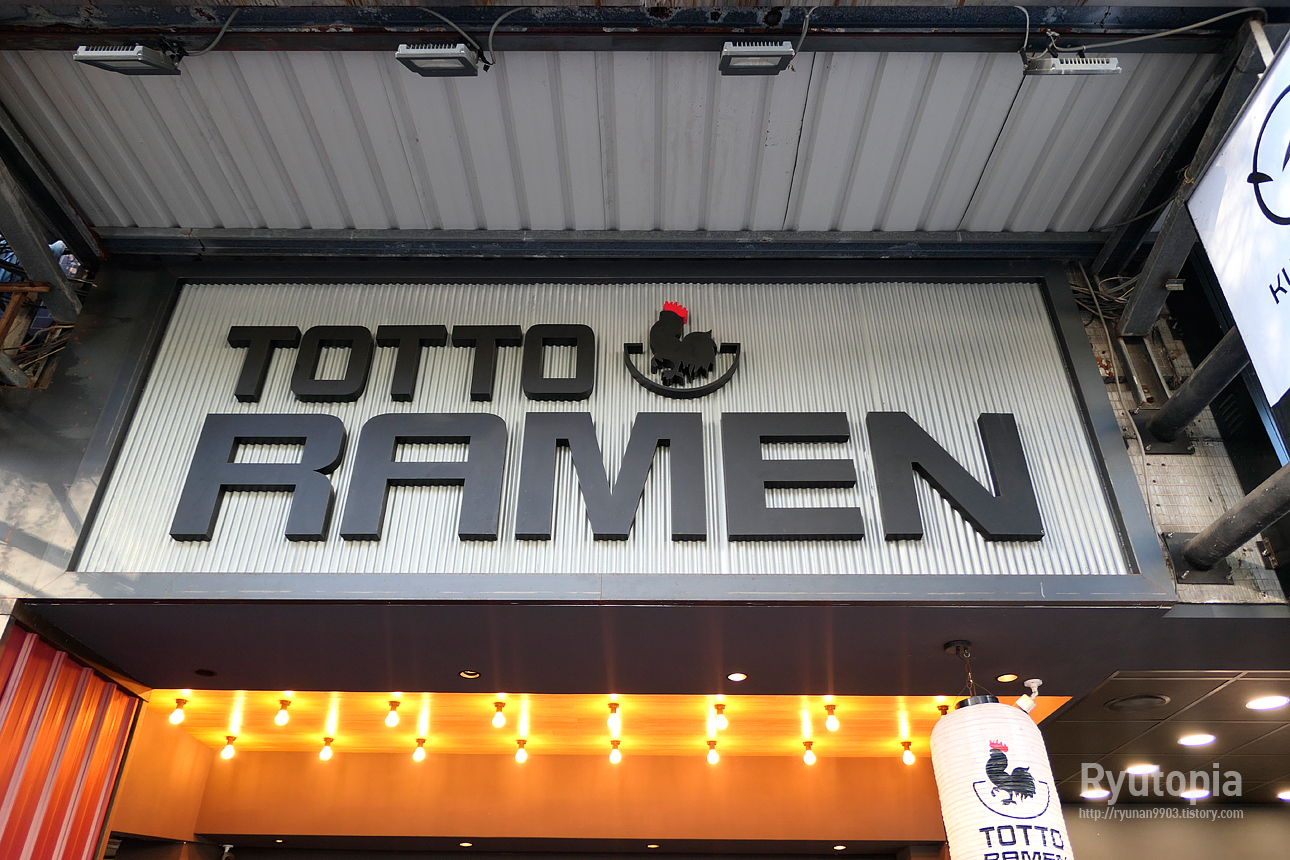 TOTTO
RAMEN
TOTTO
RAMEN
Ryutopia
http://ryunan9903.tistory.com